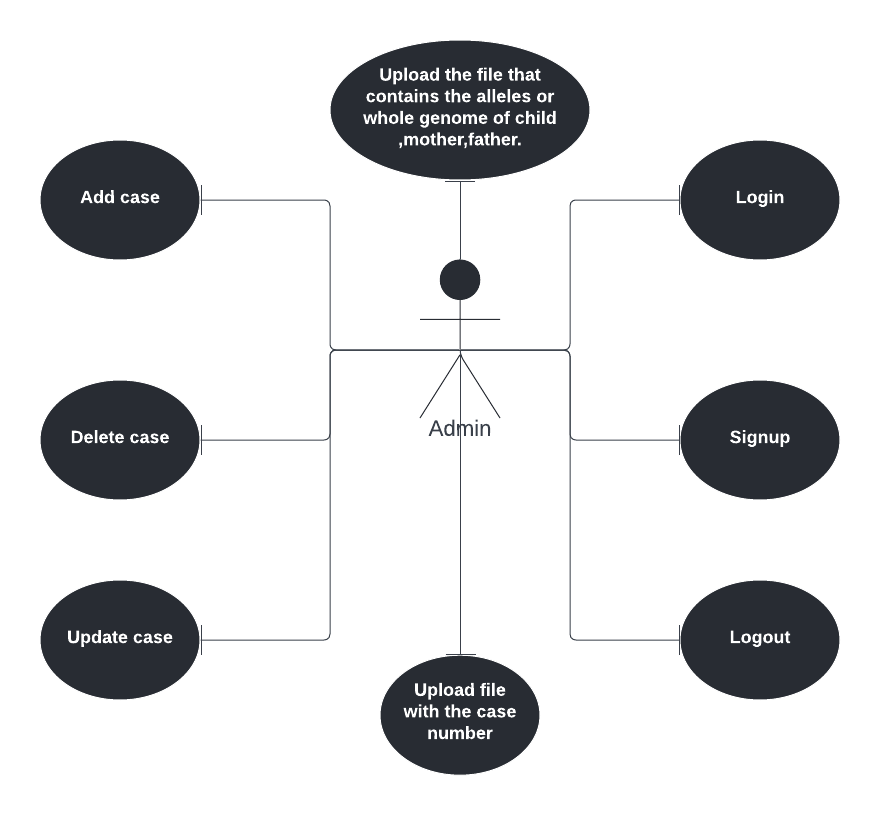 Upload the file that
contains the alleles or
whole genome of child
,mother,father.
Add case
Login
Admin
Delete case
Signup
Update case
Logout
Upload file
with the case
number